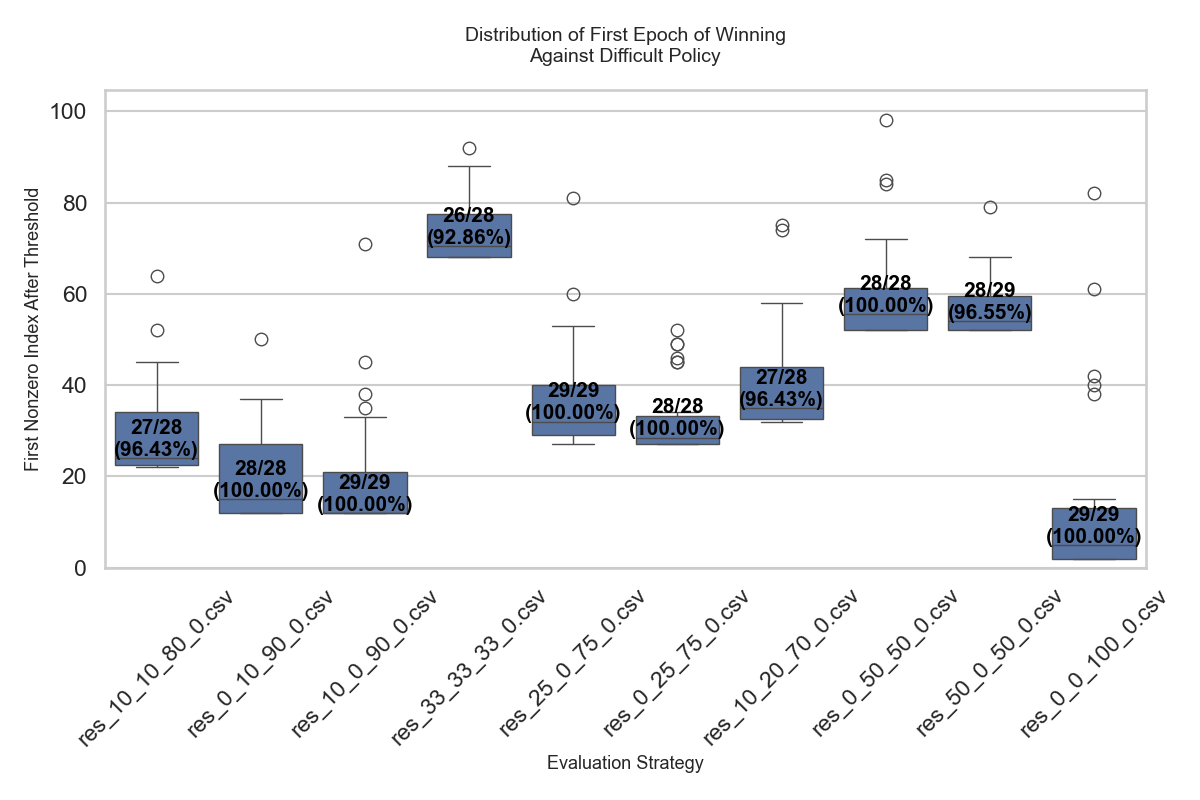 Distribution of First Epoch of Winning
Against Difficult Policy
First Nonzero Index After Threshold
100
80
60
40
20
0
27/28
(96.43%)
28/28
(100.00%)
29/29
(100.00%)
26/28
(92.86%)
29/29
(100.00%)
28/28
(100.00%)
27/28
(96.43%)
28/28
(100.00%)
28/29
(96.55%)
29/29
(100.00%)
res_10_10_80_0.csv
res_0_10_90_0.csv
res_10_0_90_0.csv
res_33_33_33_0.csv
res_25_0_75_0.csv
res_0_25_75_0.csv
res_10_20_70_0.csv
res_0_50_50_0.csv
res_50_0_50_0.csv
res_0_0_100_0.csv
Evaluation Strategy